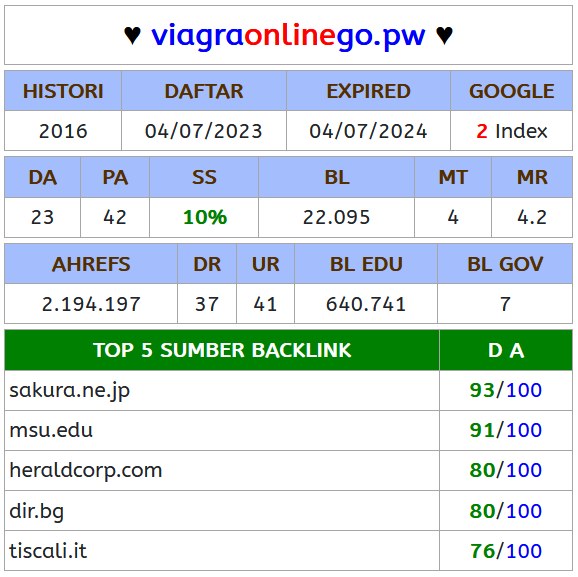 ♥ viagraonlinego.pw ♥
HISTORI DAFTAR EXPIRED GOOGLE
2016 04/07/2023 04/07/2024 2 Index
DA PA SS BL MT MR
23 42 10% 22.095 4 4.2
AHREFS DR UR BL EDU BL GOV
2.194.197 37 41 640.741 7
TOP 5 SUMBER BACKLINK D A
sakura.ne.jp 93/100
msu.edu 91/100
heraldcorp.com 80/100
dir.bg 80/100
tiscali.it 76/100